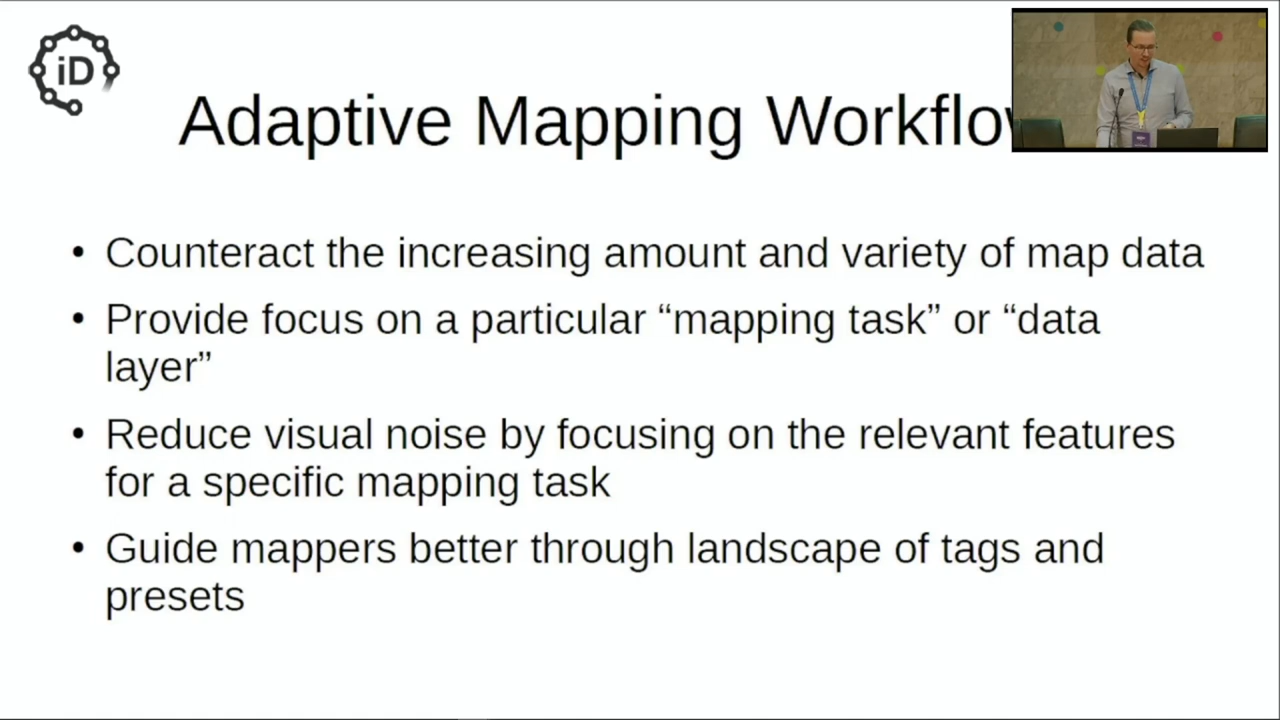 iD
Adaptive Mapping
• Counteract the increasing amount and variety of map data
• Provide focus on a particular “mapping task” or “data
layer”
• Reduce visual noise by focusing on the relevant features
for a specific mapping task
• Guide mappers better through landscape of tags and
presets